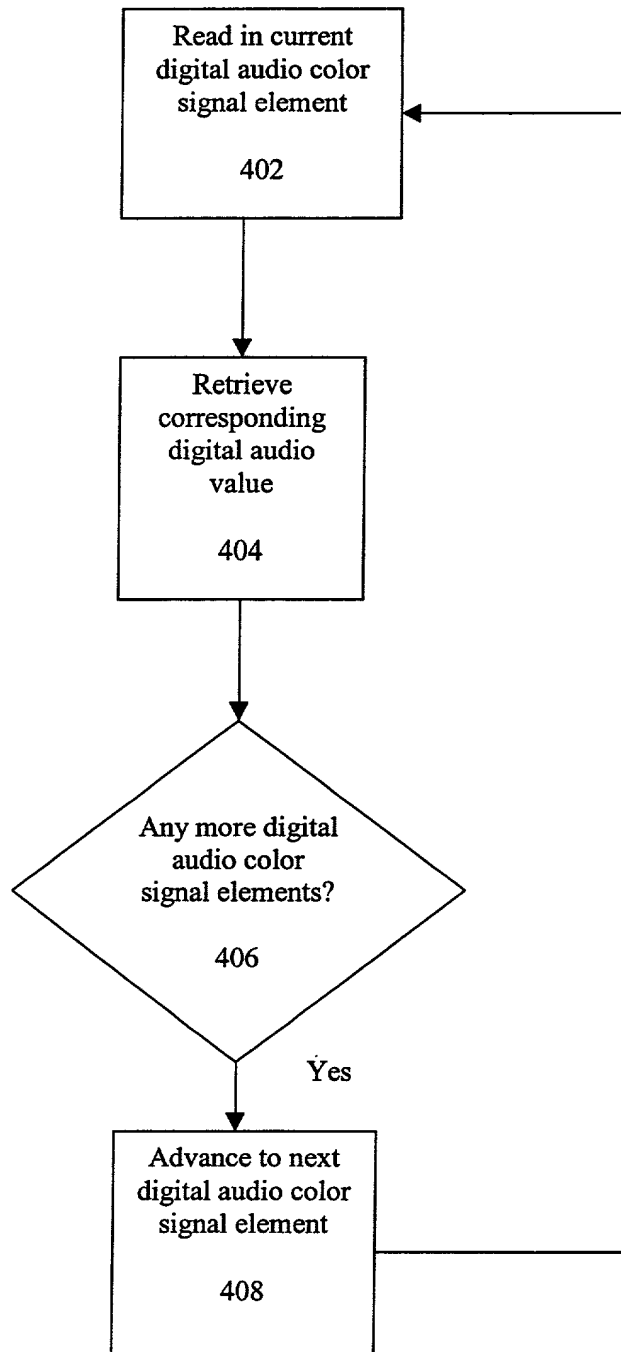 Read in current
digital audio color
signal element
402
Retrieve
corresponding
digital audio
value
404
Any more digital
audio color
signal elements?
406
Yes
Advance to next
digital audio color
signal element
408